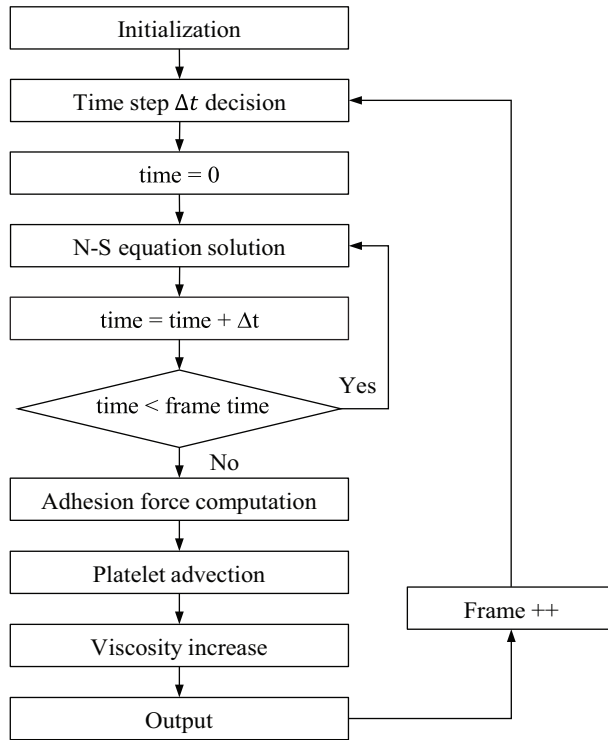 Initialization
Time step Δt decision
time = 0
N-S equation solution
time = time + Δt
Yes
time < frame time
No
Adhesion force computation
Platelet advection
Frame ++
Viscosity increase
Output